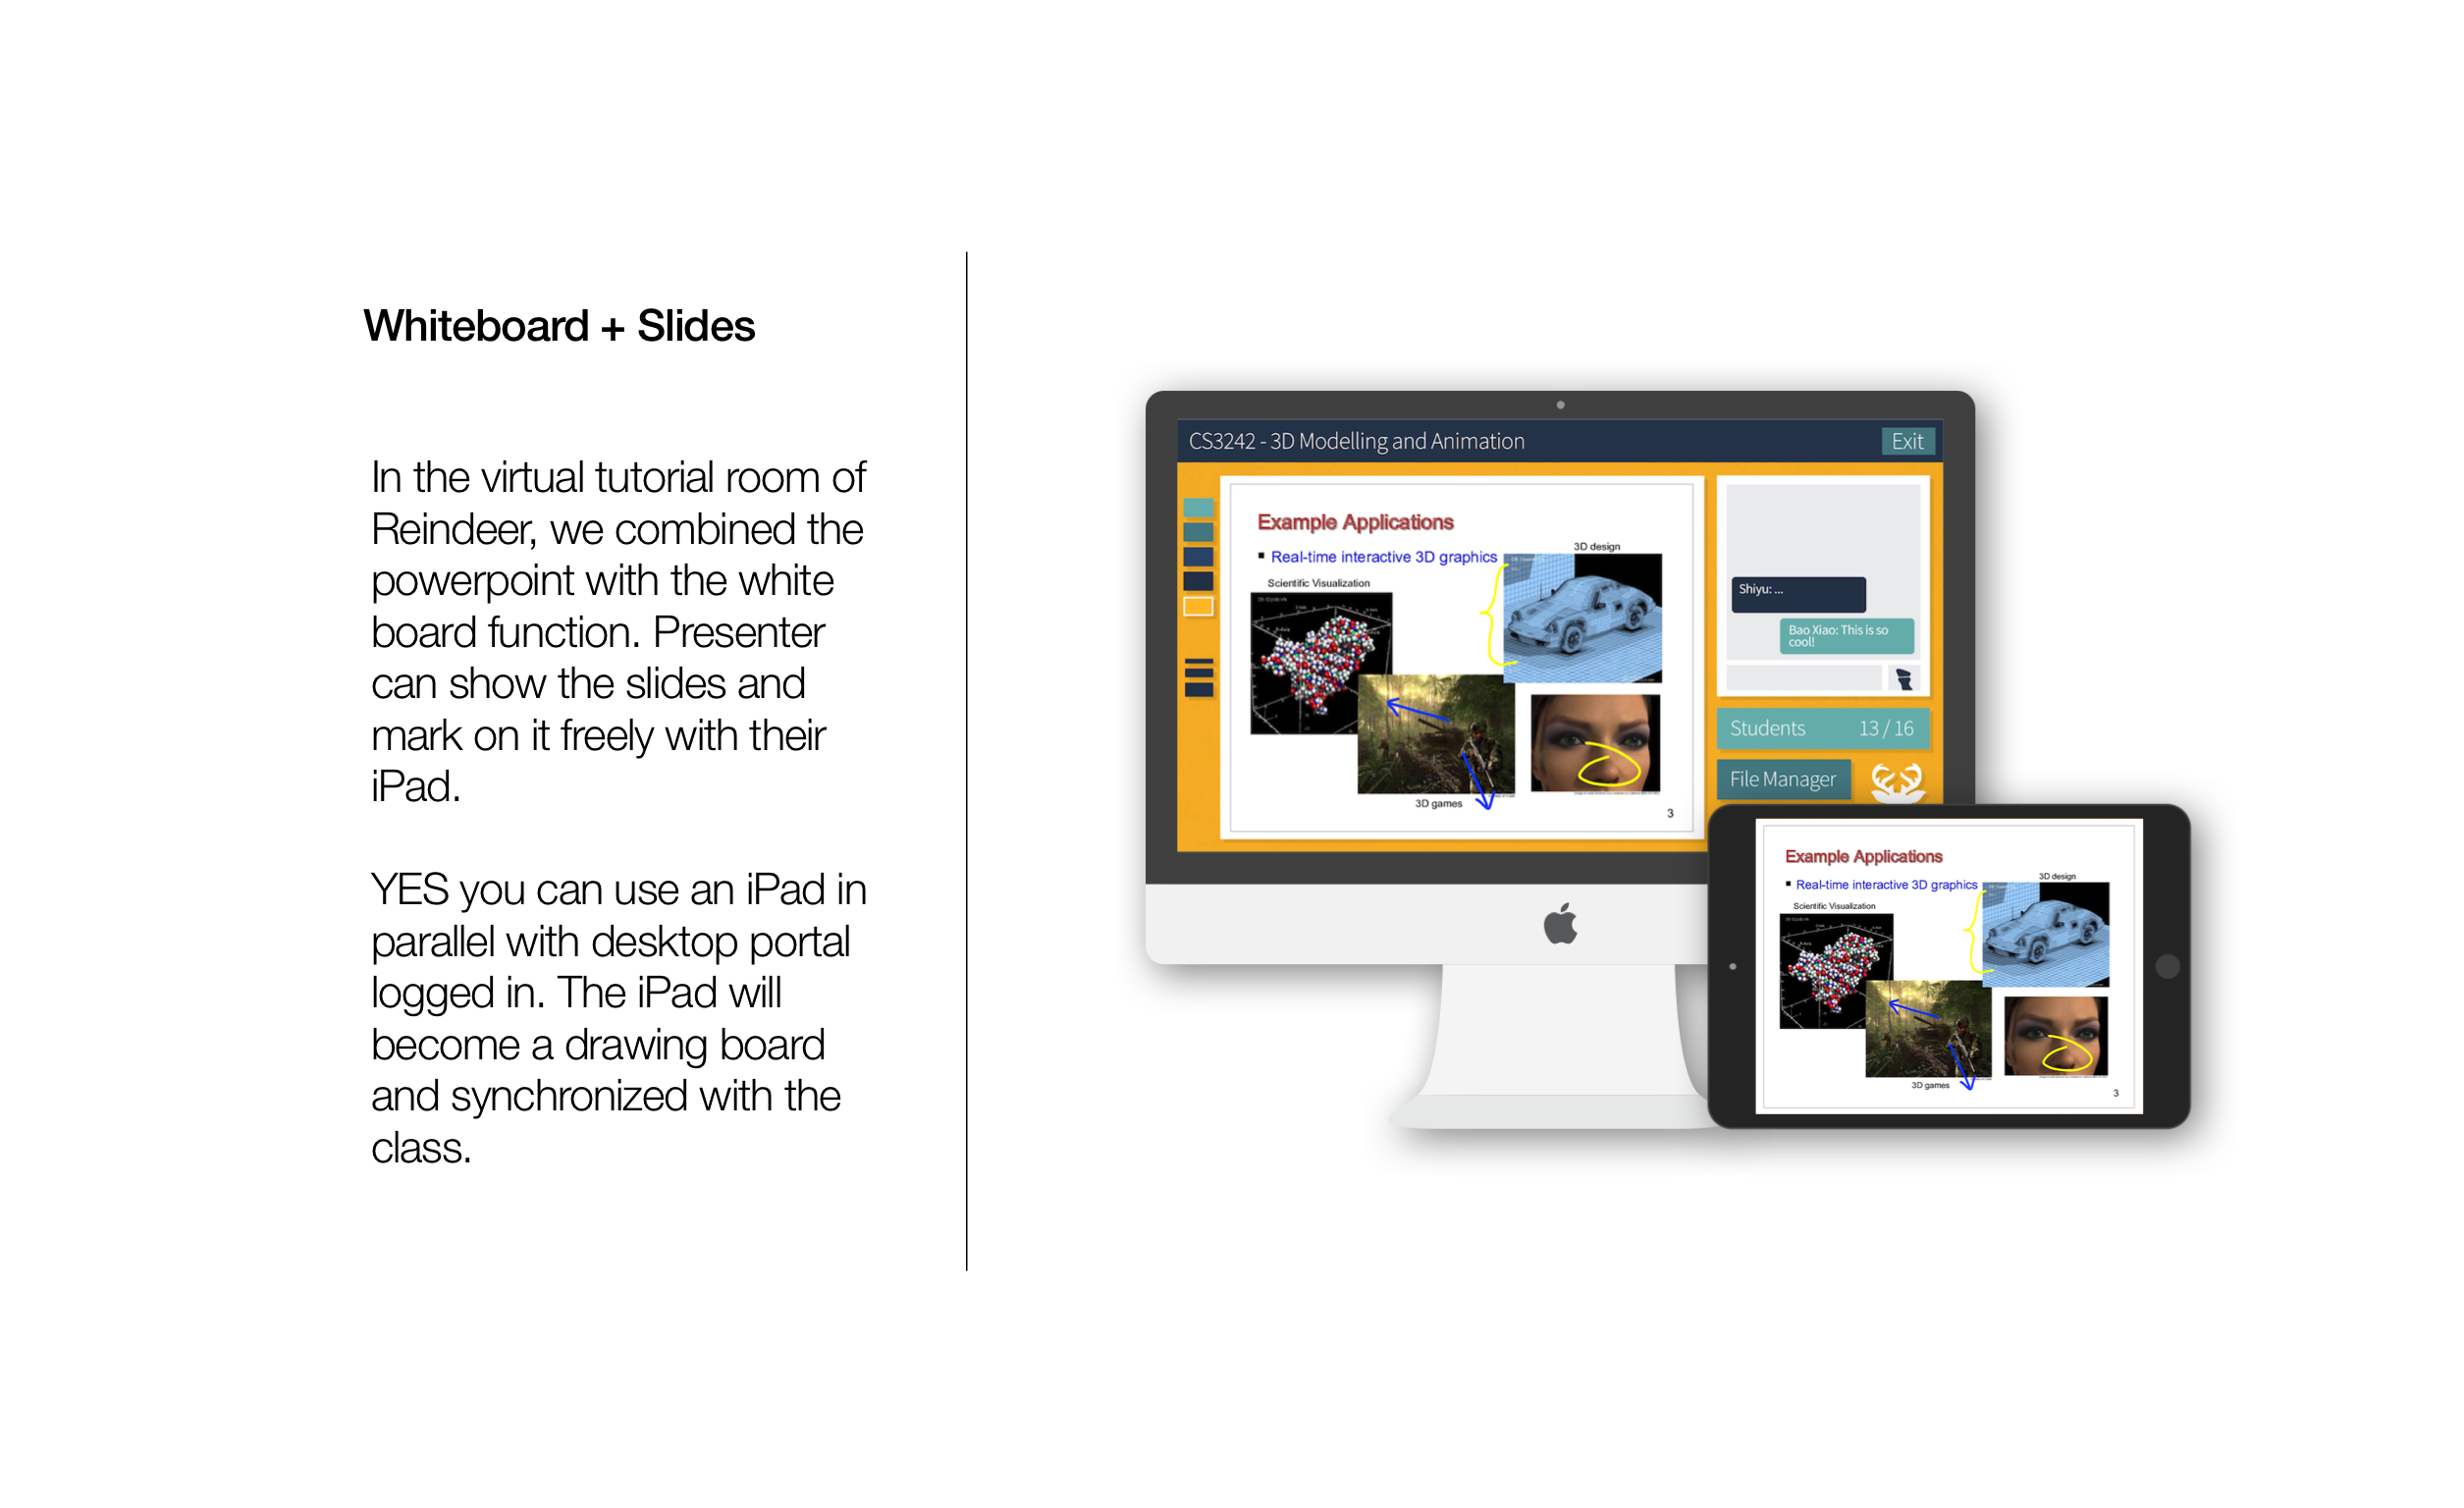 Whiteboard + Slides
In the virtual tutorial room of
Reindeer, we combined the
powerpoint with the white
board function. Presenter
can show the slides and
mark on it freely with their
iPad.
YES you can use an iPad in
parallel with desktop portal
logged in. The iPad will
become a drawing board
and synchronized with the
class.
CS3242 - 3D Modelling and Animation
Exit
Example Applications
Real-time interactive 3D graphics
3D design
Scientific Visualization
3D games
3
Shiyu: ...
Bao Xiao: This is so
cool!
Students 13 / 16
File Manager
Example Applications
Real-time interactive 3D graphics
3D design
Scientific Visualization
3D games
3